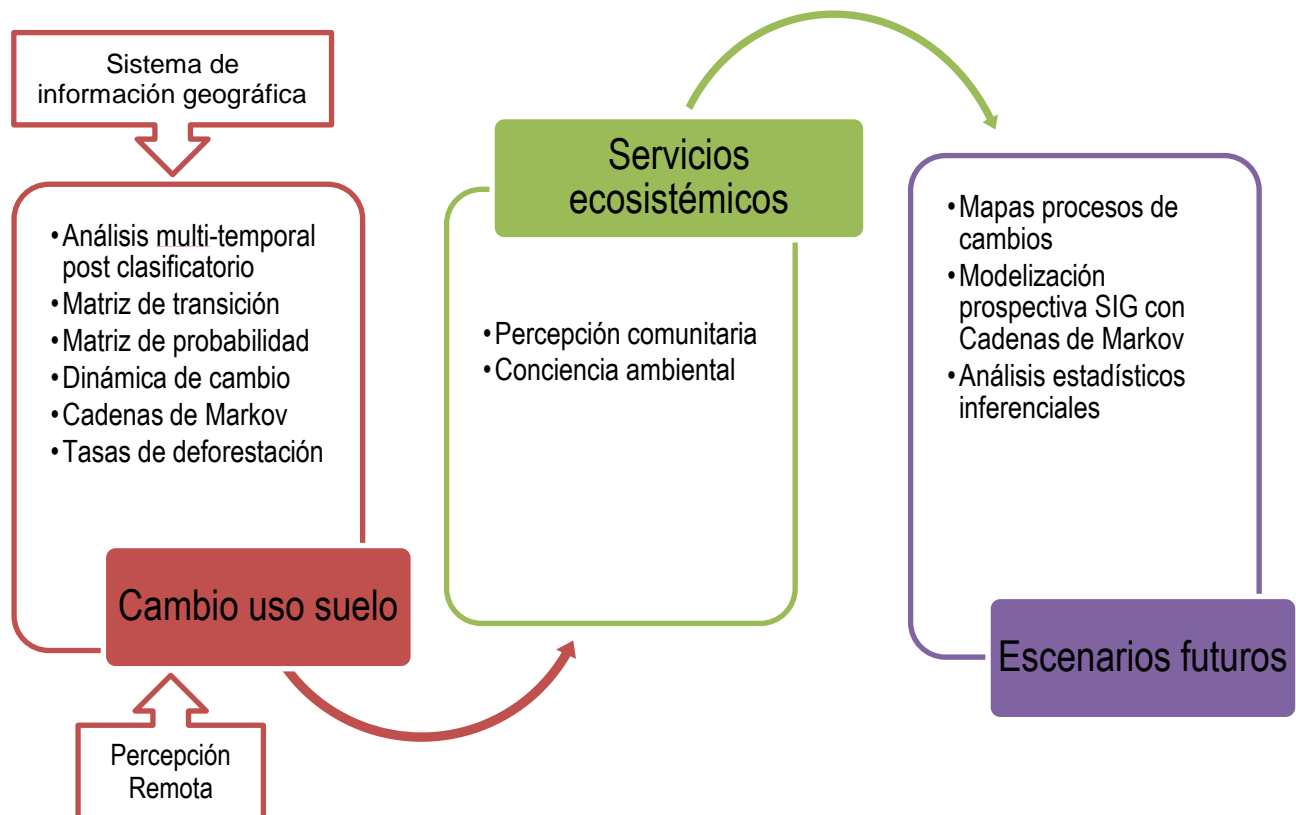 Sistema de
información geográfica
•Análisis multi-temporal
post clasificatorio
•Matriz de transición
•Matriz de probabilidad
•Dinámica de cambio
•Cadenas de Markov
•Tasas de deforestación
Cambio uso suelo
Percepción
Remota
Servicios
ecosistémicos
•Percepción comunitaria
•Conciencia ambiental
•Mapas procesos de
cambios
•Modelización
prospectiva SIG con
Cadenas de Markov
•Análisis estadísticos
inferenciales
Escenarios futuros